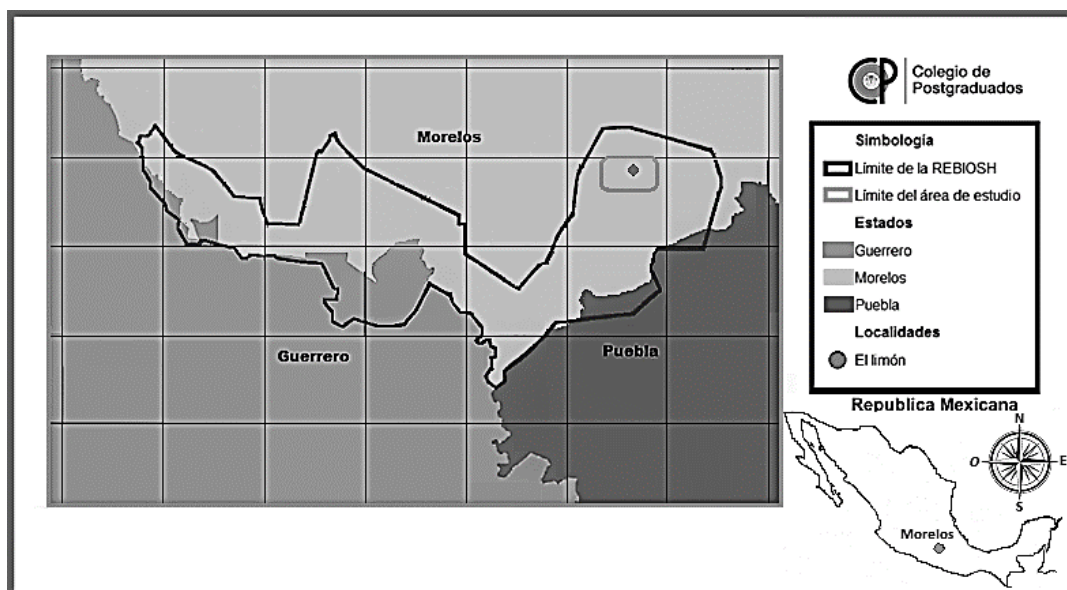 Morelos
Guerrero
Puebla
CP
Colegio de
Postgraduados
Simbología
Límite de la REBIOSH
Límite del área de estudio
Estados
Guerrero
Morelos
Puebla
Localidades
El limón
Republica Mexicana
N
O
E
S
Morelos